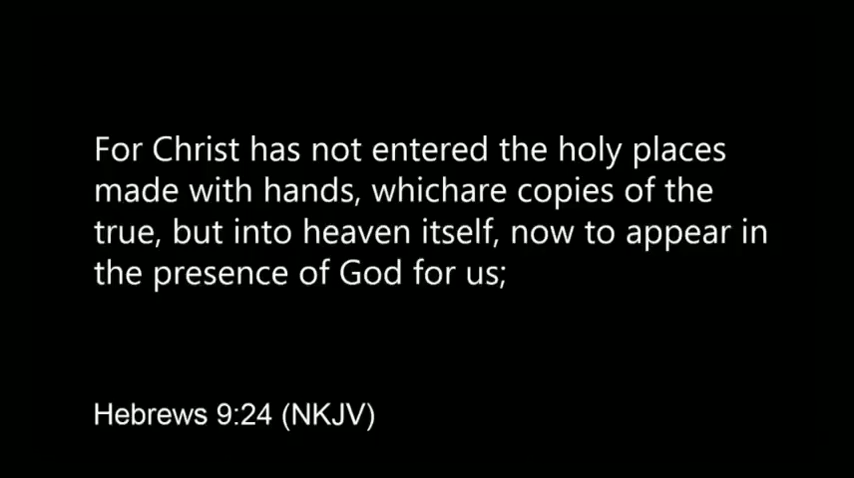 For Christ has not entered the holy places
made with hands, whichare copies of the
true, but into heaven itself, now to appear in
the presence of God for us;
Hebrews 9:24 (NKJV)